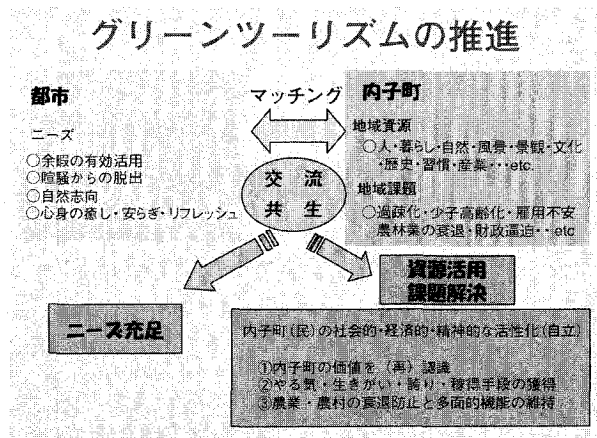 グリーンツーリズムの推進
都市
ニーズ
○余暇の有効活用
○喧騒からの脱出
○自然志向
○心身の癒し・安らぎ・リフレッシュ
マッチング
交流
共生
内子町
地域資源
○人・暮らし・自然・風景・景観・文化
・歴史・習慣・産業・・・etc.
地域課題
○過疎化・少子高齢化・雇用不安
農林業の衰退・財政逼迫・・etc
ニーズ充足
資源活用
課題解決
内子町(民)の社会的・経済的・精神的な活性化(自立)
①内子町の価値を(再)認識
②やる気・生きがい・誇り・稼得手段の獲得
③農業・農村の衰退防止と多面的機能の維持